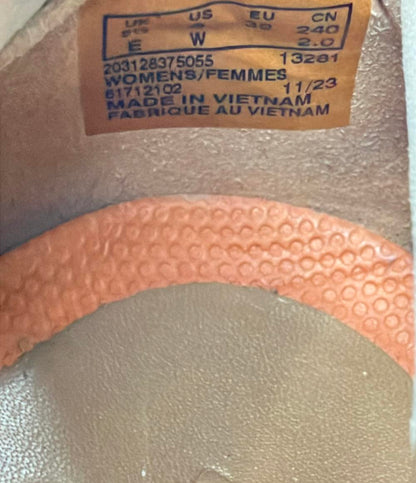 UK US EU CN
240
E W 2.0
203128375055 13281
WOMENS/FEMMES
61712102 11/23
MADE IN VIETNAM
FABRIQUE AU VIETNAM